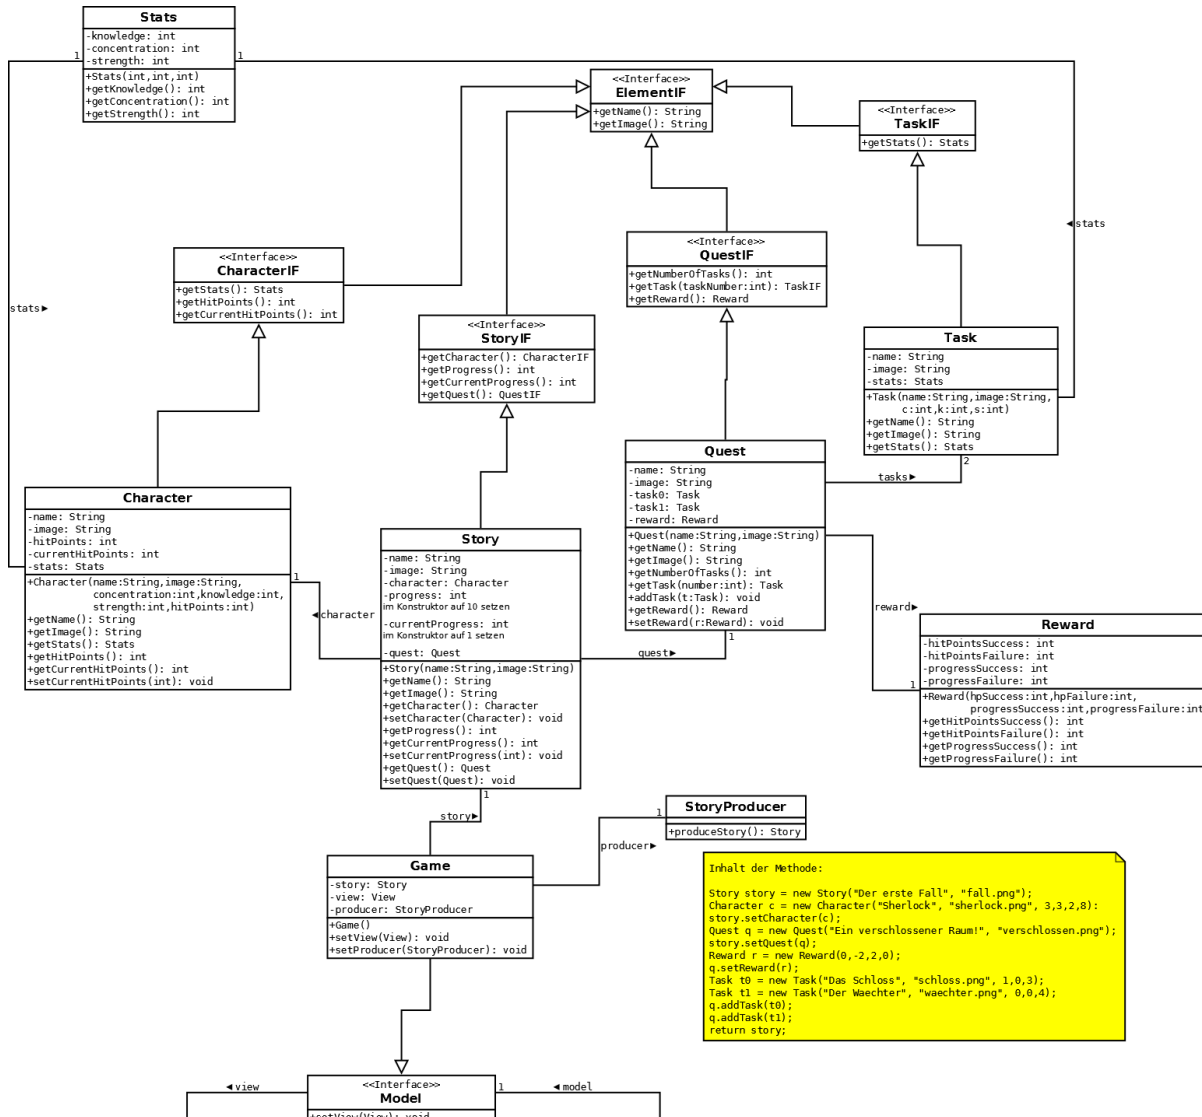 Stats
-knowledge: int
-concentration: int
-strength: int
+Stats(int,int,int)
+getKnowledge(): int
+getConcentration(): int
+getStrength(): int
1
1
<<Interface>>
ElementIF
+getName(): String
+getImage(): String
<<Interface>>
TaskIF
+getStats(): Stats
◄stats
stats►
<<Interface>>
CharacterIF
+getStats(): Stats
+getHitPoints(): int
+getCurrentHitPoints(): int
<<Interface>>
QuestIF
+getNumberOfTasks(): int
+getTask(taskNumber:int): TaskIF
+getReward(): Reward
<<Interface>>
StoryIF
+getCharacter(): CharacterIF
+getProgress(): int
+getCurrentProgress(): int
+getQuest(): QuestIF
Task
-name: String
-image: String
-stats: Stats
+Task(name:String,image:String,
c:int,k:int,s:int)
+getName(): String
+getImage(): String
+getStats(): Stats
2
tasks►
Quest
-name: String
-image: String
-task0: Task
-task1: Task
-reward: Reward
+Quest(name:String,image:String)
+getName(): String
+getImage(): String
+getNumberOfTasks(): int
+getTask(number:int): Task
+addTask(t:Task): void
+getReward(): Reward
+setReward(r:Reward): void
1
quest►
reward►
1
Character
-name: String
-image: String
-hitPoints: int
-currentHitPoints: int
-stats: Stats
+Character(name:String,image:String,
concentration:int,knowledge:int,
strength:int,hitPoints:int)
+getName(): String
+getImage(): String
+getStats(): Stats
+getHitPoints(): int
+getCurrentHitPoints(): int
+setCurrentHitPoints(int): void
1
◄character
Story
-name: String
-image: String
-character: Character
-progress: int
im Konstruktor auf 10 setzen
-currentProgress: int
im Konstruktor auf 1 setzen
-quest: Quest
+Story(name:String,image:String)
+getName(): String
+getImage(): String
+getCharacter(): Character
+setCharacter(Character): void
+getProgress(): int
+getCurrentProgress(): int
+setCurrentProgress(int): void
+getQuest(): Quest
+setQuest(Quest): void
1
story►
Reward
-hitPointsSuccess: int
-hitPointsFailure: int
-progressSuccess: int
-progressFailure: int
+Reward(hpSuccess:int,hpFailure:int,
progressSuccess:int,progressFailure:int
+getHitPointsSuccess(): int
+getHitPointsFailure(): int
+getProgressSuccess(): int
+getProgressFailure(): int
StoryProducer
+produceStory(): Story
1
producer►
Game
-story: Story
-view: View
-producer: StoryProducer
+Game()
+setView(View): void
+setProducer(StoryProducer): void
Inhalt der Methode:
Story story = new Story("Der erste Fall", "fall.png");
Character c = new Character("Sherlock", "sherlock.png", 3,3,2,8):
story.setCharacter(c);
Quest q = new Quest("Ein verschlossener Raum!", "verschlossen.png");
story.setQuest(q);
Reward r = new Reward(0,-2,2,0);
q.setReward(r);
Task t0 = new Task("Das Schloss", "schloss.png", 1,0,3);
Task t1 = new Task("Der Waechter", "waechter.png", 0,0,4);
q.addTask(t0);
q.addTask(t1);
return story;
◄view
<<Interface>>
Model
+setView(View): void
1
◄model